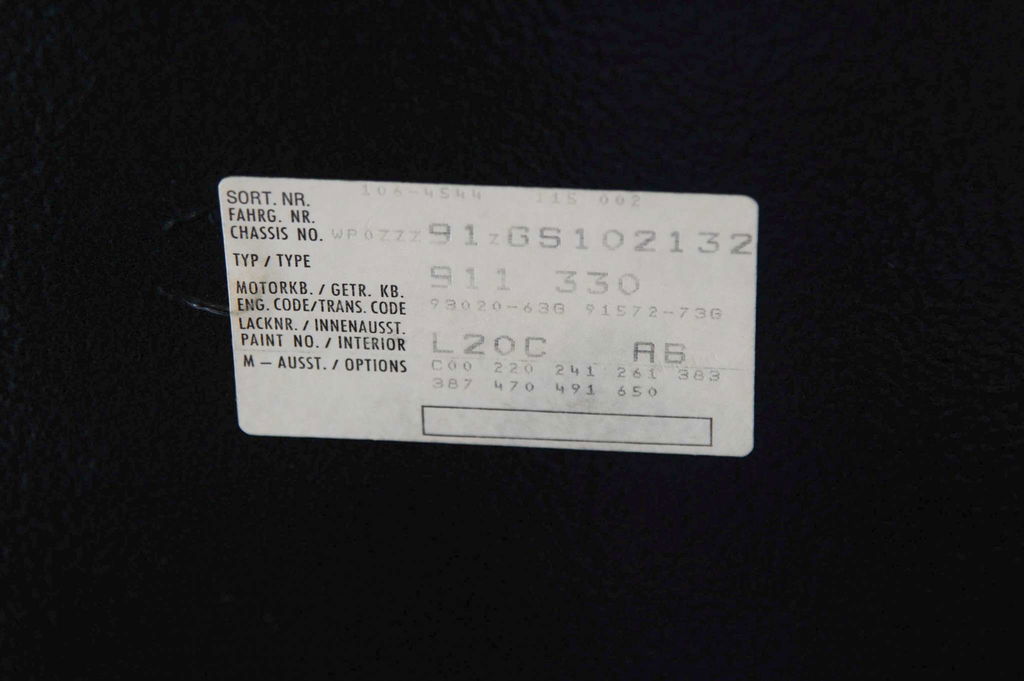 SORT. NR. 106-4544 115 002
FAHRG. NR.
CHASSIS NO. WP0ZZZ91ZGS102132
TYP / TYPE 911 330
MOTORKB. / GETR. KB.
ENG. CODE/TRANS. CODE 93020-63G 91572-73G
LACKNR. / INNENAUSST.
PAINT NO. / INTERIOR L20C AB
M – AUSST. / OPTIONS C00 220 241 261 383
387 470 491 650